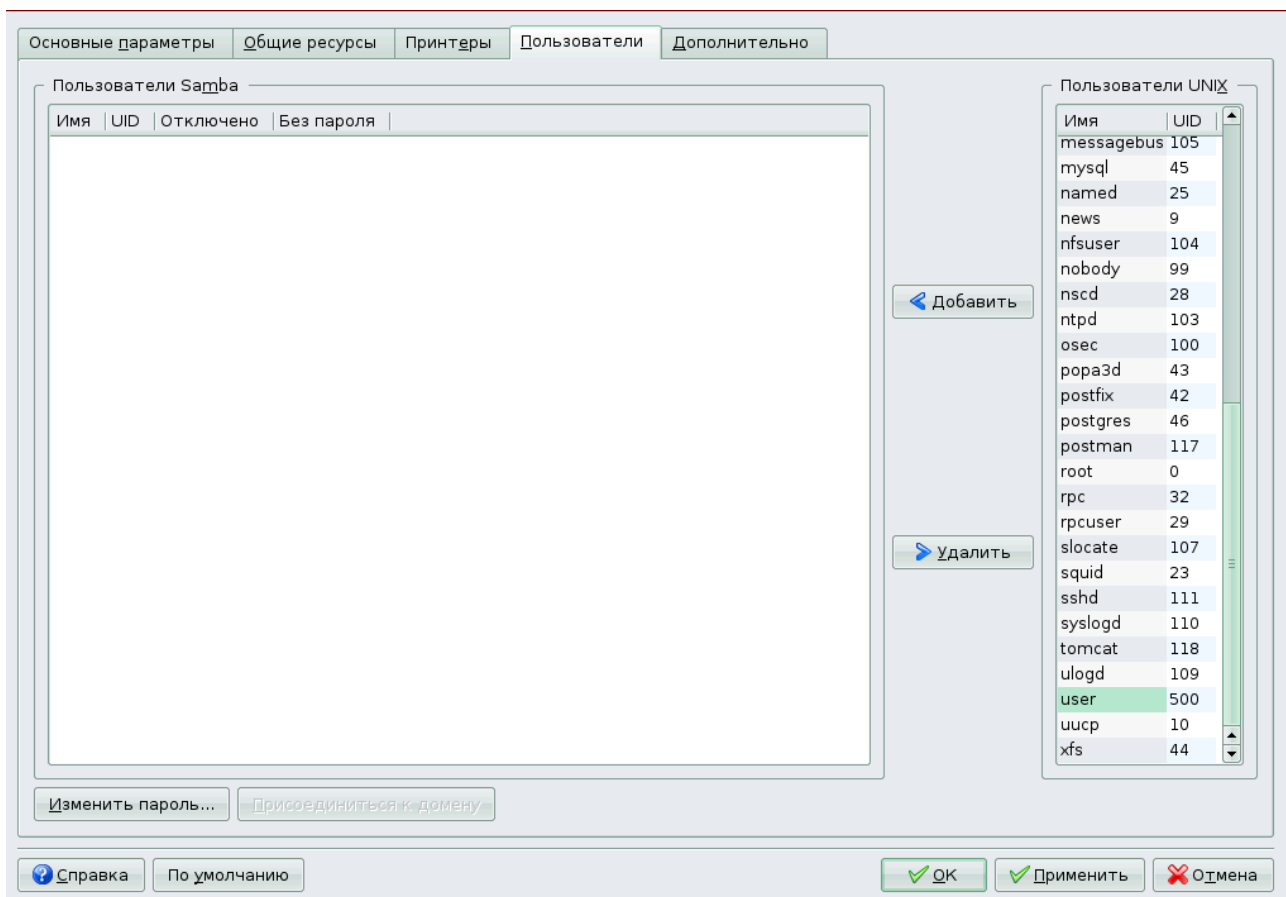 Основные параметры Общие ресурсы Принтеры Пользователи Дополнительно
Пользователи Samba
Имя UID Отключено Без пароля
Добавить
Удалить
Пользователи UNIX
Имя UID
messagebus 105
mysql 45
named 25
news 9
nfsuser 104
nobody 99
nscd 28
ntpd 103
osec 100
popa3d 43
postfix 42
postgres 46
postman 117
root 0
rpc 32
rpcuser 29
slocate 107
squid 23
sshd 111
syslogd 110
tomcat 118
ulogd 109
user 500
uucp 10
xfs 44
Изменить пароль... Присоединиться к домену
Справка По умолчанию OK Применить Отмена